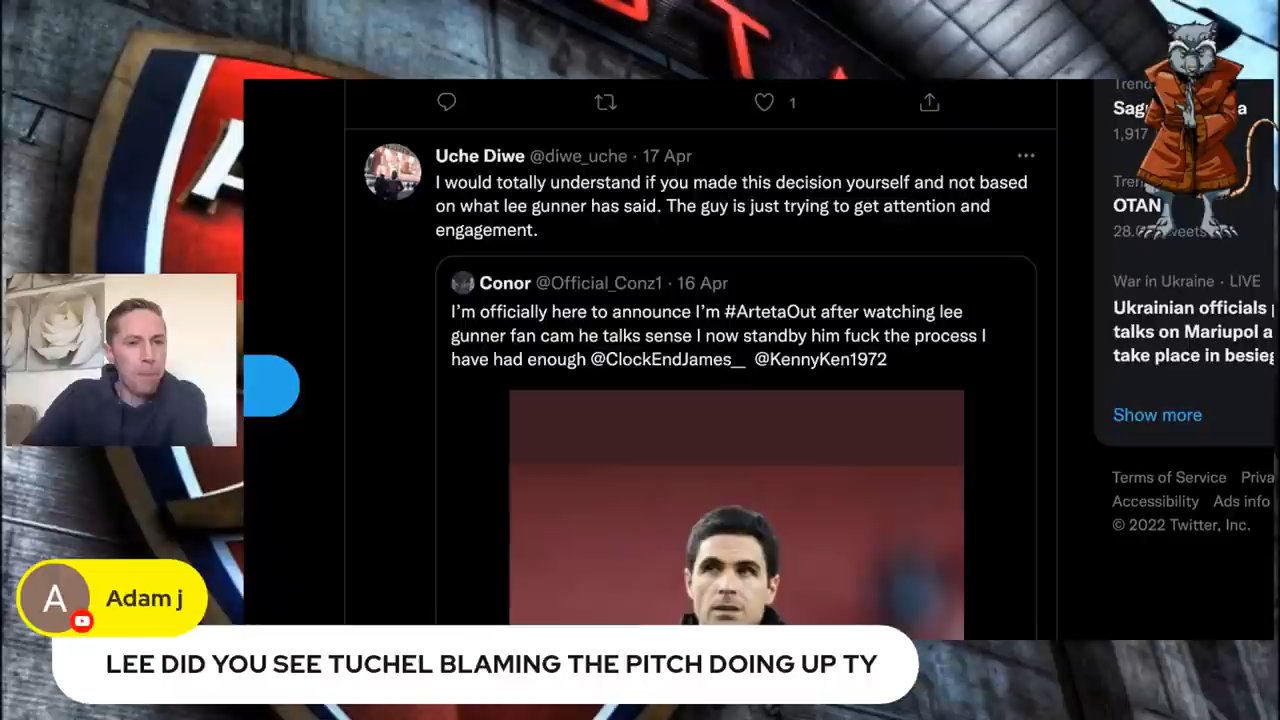 1
Uche Diwe @diwe_uche · 17 Apr
I would totally understand if you made this decision yourself and not based
on what lee gunner has said. The guy is just trying to get attention and
engagement.
Conor @Official_Conz1 · 16 Apr
I'm officially here to announce I'm #ArtetaOut after watching lee
gunner fan cam he talks sense I now standby him fuck the process I
have had enough @ClockEndJames__ @KennyKen1972
1,917
OTAN
War in Ukraine · LIVE
Ukrainian officials
talks on Mariupol a
take place in besieg
Show more
Terms of Service Priva
Accessibility Ads info
© 2022 Twitter, Inc.
A
Adam j
LEE DID YOU SEE TUCHEL BLAMING THE PITCH DOING UP TY